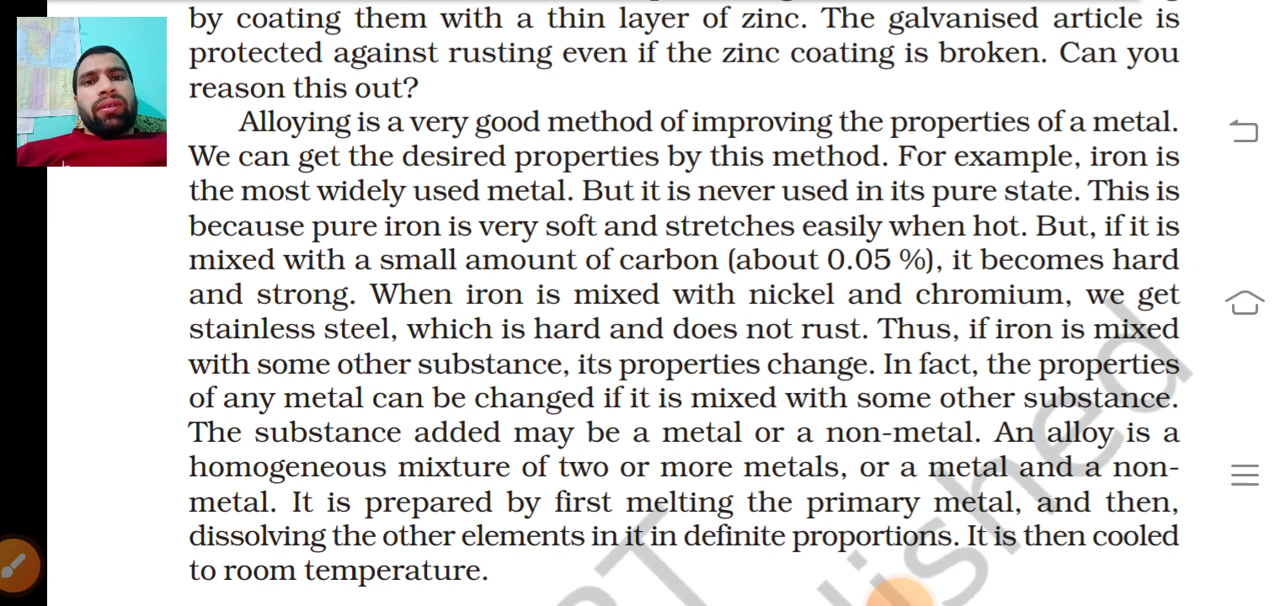 by coating them with a thin layer of zinc. The galvanised article is
protected against rusting even if the zinc coating is broken. Can you
reason this out?
Alloying is a very good method of improving the properties of a metal.
We can get the desired properties by this method. For example, iron is
the most widely used metal. But it is never used in its pure state. This is
because pure iron is very soft and stretches easily when hot. But, if it is
mixed with a small amount of carbon (about 0.05 %), it becomes hard
and strong. When iron is mixed with nickel and chromium, we get
stainless steel, which is hard and does not rust. Thus, if iron is mixed
with some other substance, its properties change. In fact, the properties
of any metal can be changed if it is mixed with some other substance.
The substance added may be a metal or a non-metal. An alloy is a
homogeneous mixture of two or more metals, or a metal and a non-
metal. It is prepared by first melting the primary metal, and then,
dissolving the other elements in it in definite proportions. It is then cooled
to room temperature.